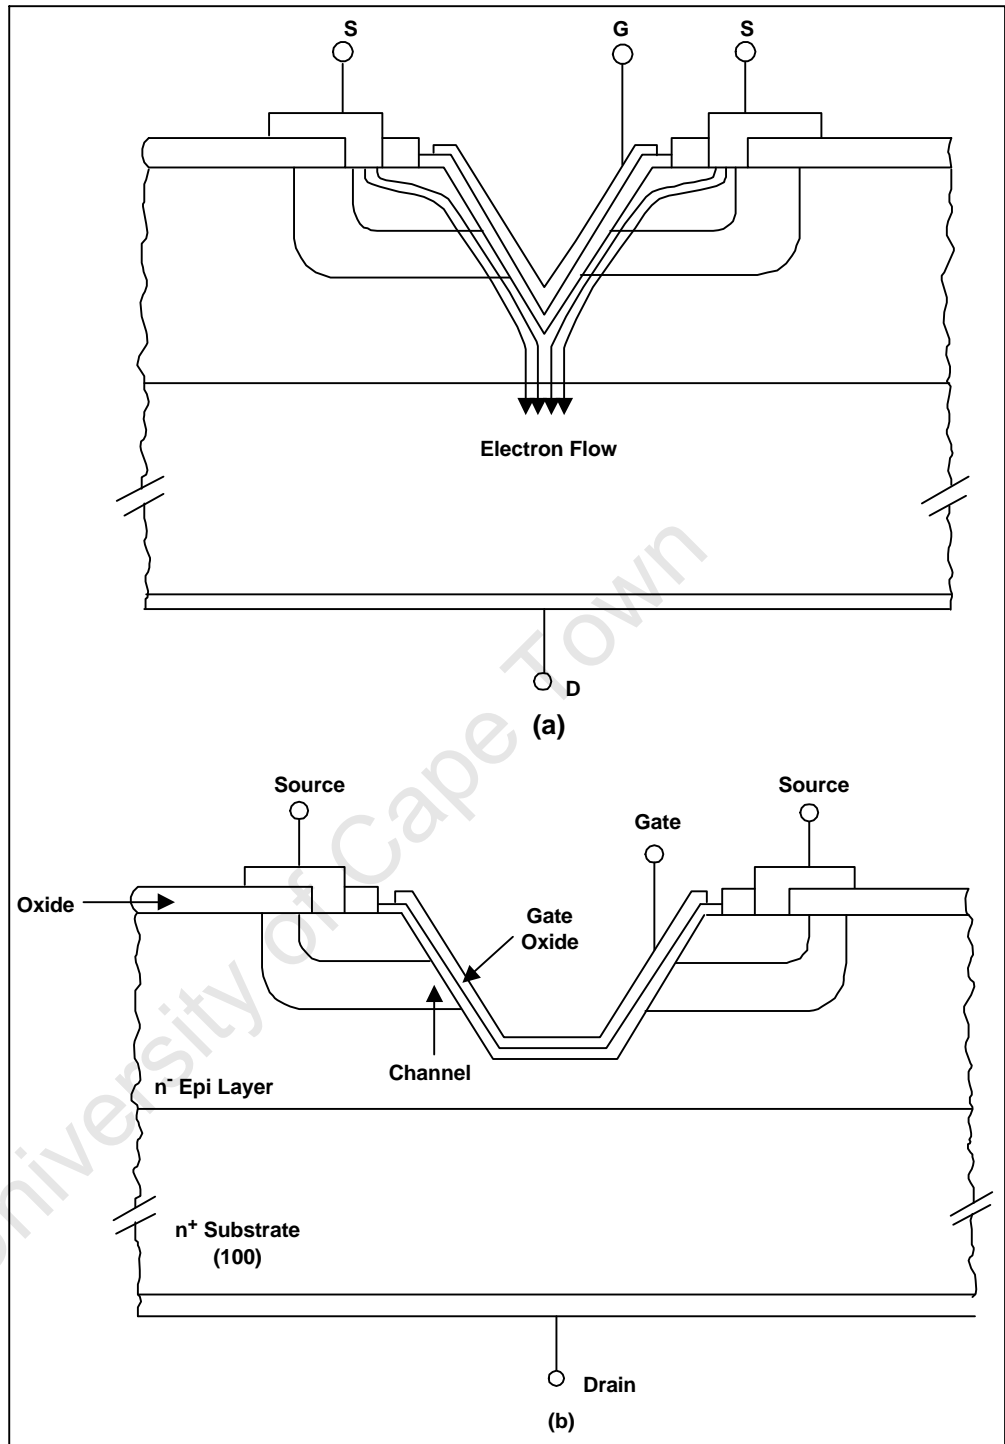 S G S
Electron Flow
D
(a)
Source Source
Gate
Oxide
Gate
Oxide
Channel
n- Epi Layer
n+ Substrate
(100)
Drain
(b)
University of Cape Town